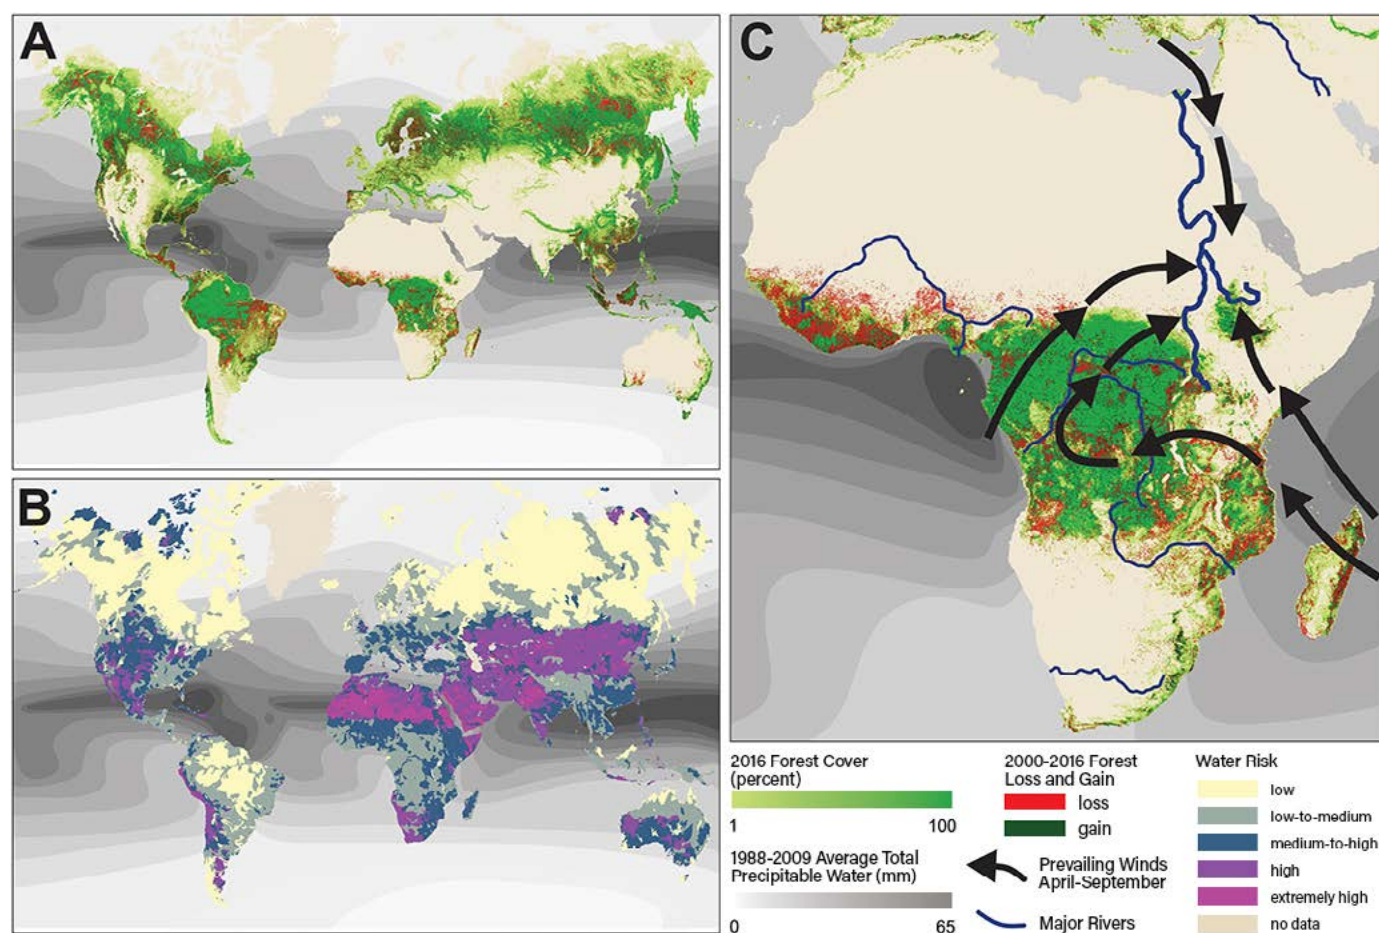 A
B
C
2016 Forest Cover
(percent)
1
100
1988-2009 Average Total
Precipitable Water (mm)
0
65
2000-2016 Forest
Loss and Gain
loss
gain
Prevailing Winds
April-September
Major Rivers
Water Risk
low
low-to-medium
medium-to-high
high
extremely high
no data